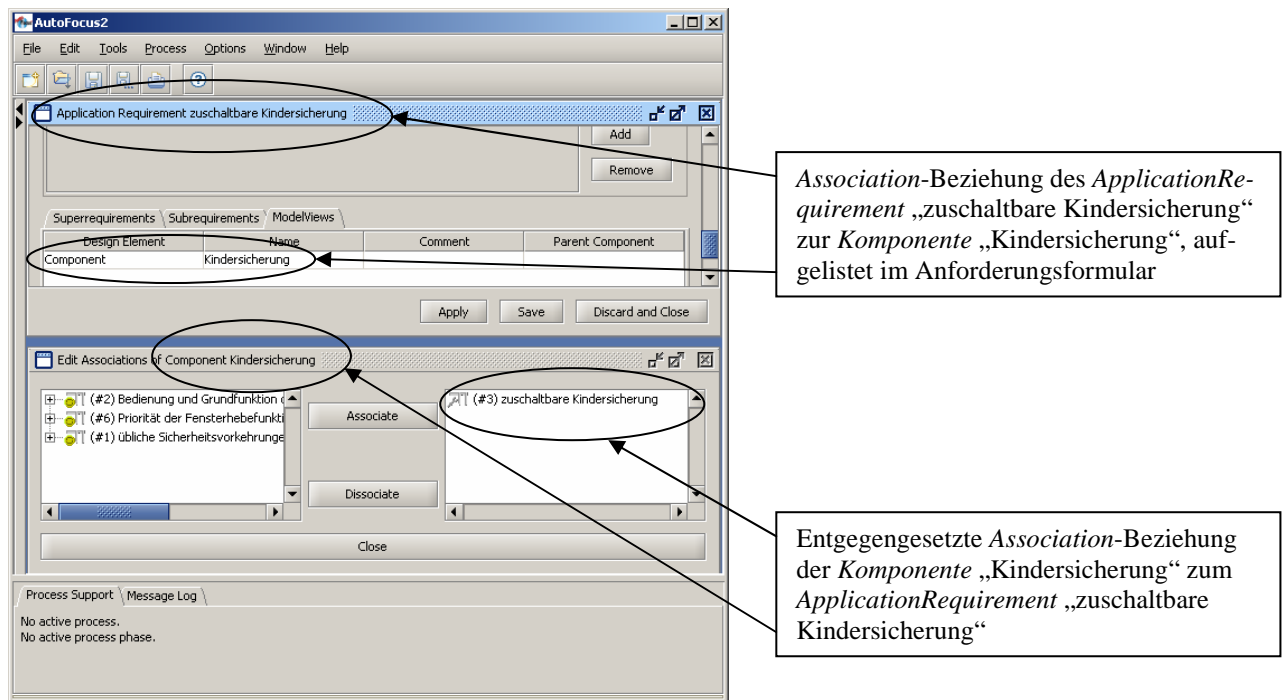 AutoFocus2
File Edit Tools Process Options Window Help
Application Requirement zuschaltbare Kindersicherung
Add
Remove
Superrequirements Subrequirements ModelViews
Design Element Name Comment Parent Component
Component Kindersicherung
Apply Save Discard and Close
Association-Beziehung des ApplicationRe-
quirement „zuschaltbare Kindersicherung“
zur Komponente „Kindersicherung“, auf-
gelistet im Anforderungsformular
Edit Associations of Component Kindersicherung
(#2) Bedienung und Grundfunktion
(#6) Priorität der Fensterhebefunkti
(#1) übliche Sicherheitsvorkehrunge
Associate
Dissociate
(#3) zuschaltbare Kindersicherung
Close
Entgegengesetzte Association-Beziehung
der Komponente „Kindersicherung“ zum
ApplicationRequirement „zuschaltbare
Kindersicherung“
Process Support Message Log
No active process.
No active process phase.